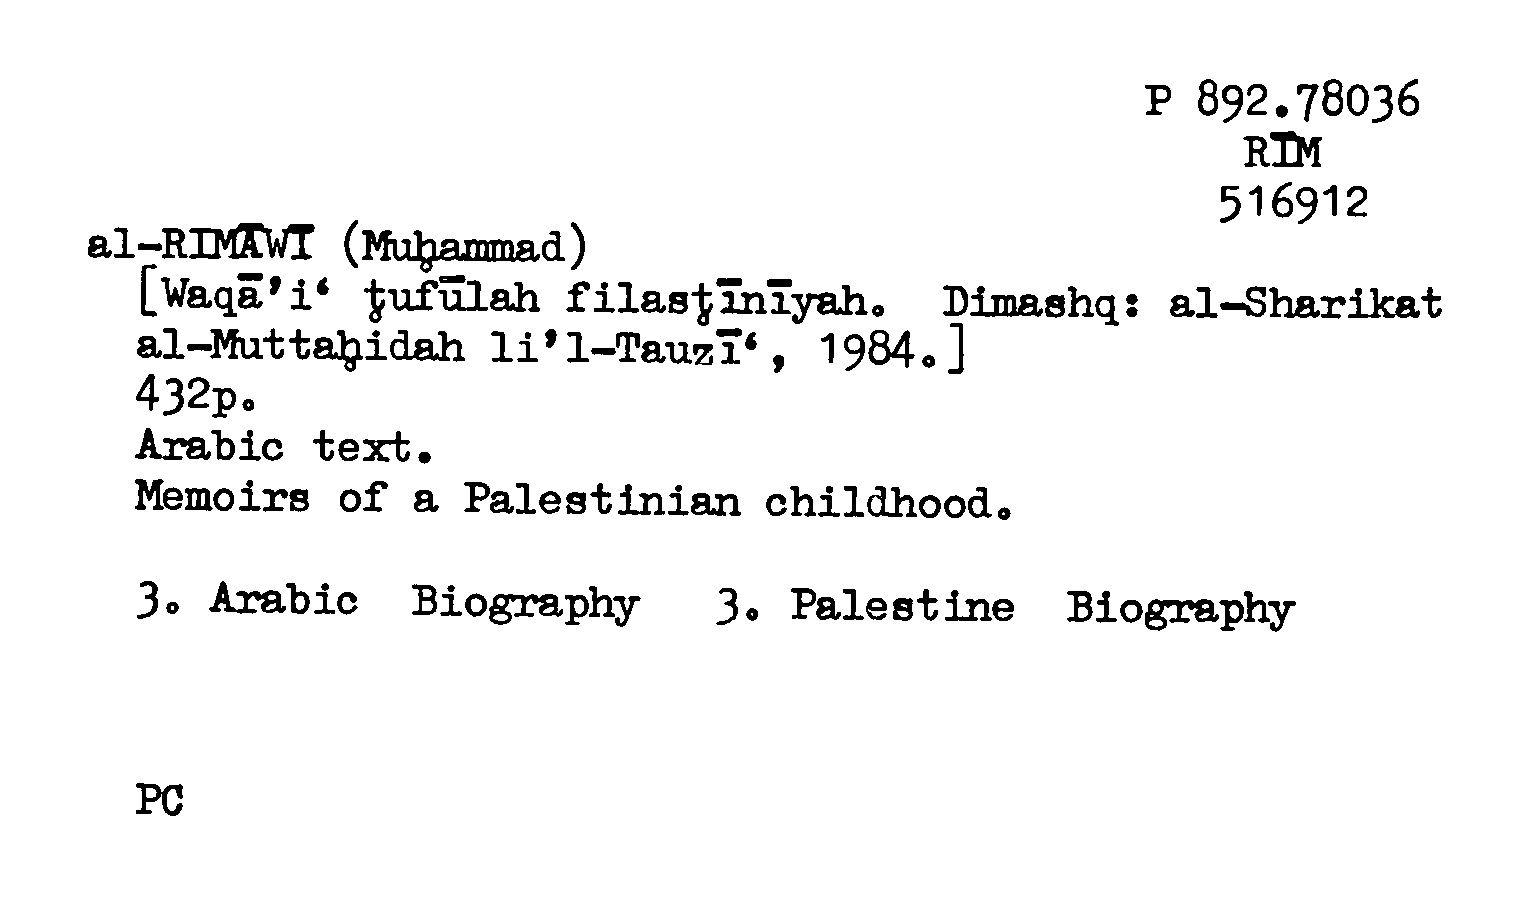 P 892.78036
RĪM
516912
al-RIMĀWĪ (Muḥammad)
[Waqā’i‘ ṭufūlah filasṭīnīyah. Dimashq: al-Sharikat
al-Muttaḥidah li’l-Tauzī‘, 1984.]
432p.
Arabic text.
Memoirs of a Palestinian childhood.
3. Arabic Biography 3. Palestine Biography
PC